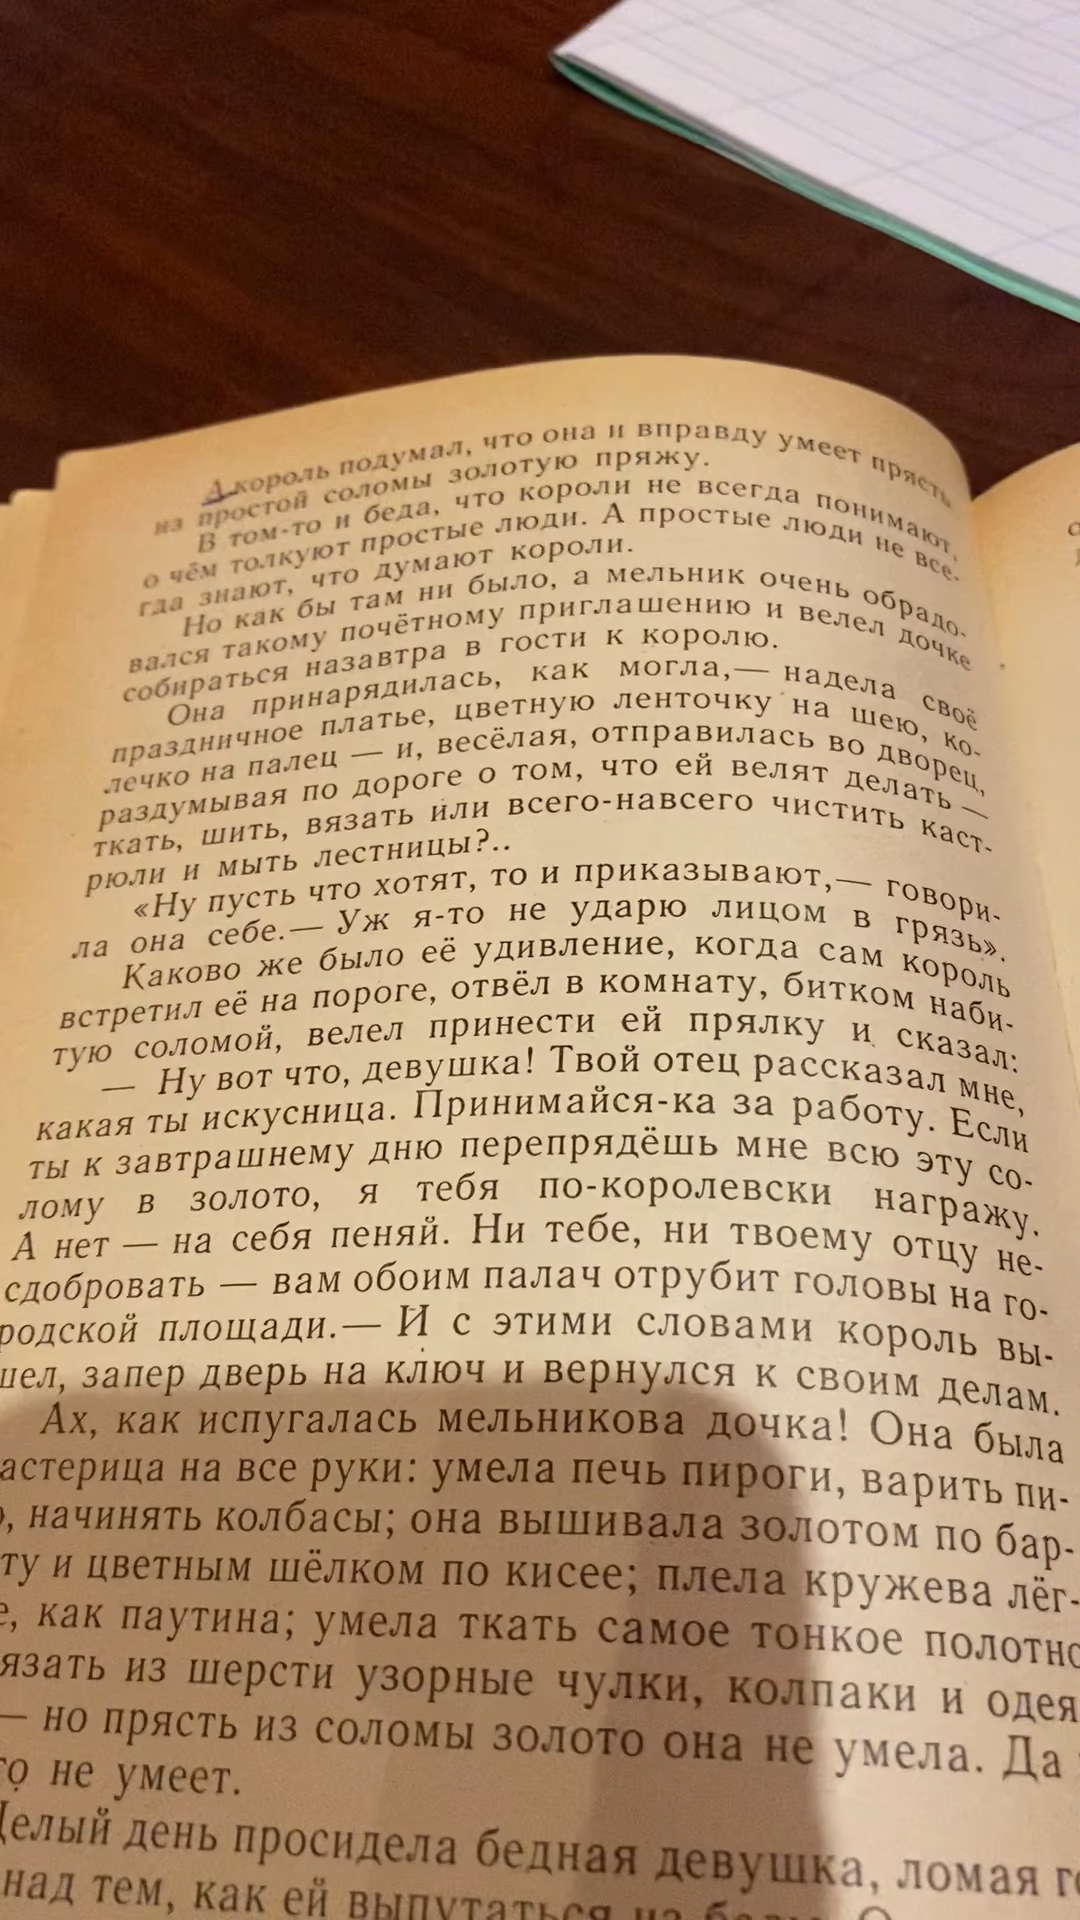 А король подумал, что она и вправду умеет прясть
из простой соломы золотую пряжу.
В том-то и беда, что короли не всегда понимают,
о чём толкуют простые люди. А простые люди не все-
гда знают, что думают короли.
Но как бы там ни было, а мельник очень обрадо-
вался такому почётному приглашению и велел дочке
собираться назавтра в гости к королю.
Она принарядилась, как могла,— надела своё
праздничное платье, цветную ленточку на шею, ко-
лечко на палец — и, весёлая, отправилась во дворец,
раздумывая по дороге о том, что ей велят делать —
ткать, шить, вязать или всего-навсего чистить каст-
рюли и мыть лестницы?..
«Ну пусть что хотят, то и приказывают,— говори-
ла она себе.— Уж я-то не ударю лицом в грязь».
Каково же было её удивление, когда сам король
встретил её на пороге, отвёл в комнату, битком наби-
тую соломой, велел принести ей прялку и сказал:
— Ну вот что, девушка! Твой отец рассказал мне,
какая ты искусница. Принимайся-ка за работу. Если
ты к завтрашнему дню перепрядёшь мне всю эту со-
лому в золото, я тебя по-королевски награжу.
А нет — на себя пеняй. Ни тебе, ни твоему отцу не-
сдобровать — вам обоим палач отрубит головы на го-
родской площади.— И с этими словами король вы-
шел, запер дверь на ключ и вернулся к своим делам.
Ах, как испугалась мельникова дочка! Она была
астерица на все руки: умела печь пироги, варить пи-
, начинять колбасы; она вышивала золотом по бар-
ту и цветным шёлком по кисее; плела кружева лёг-
е, как паутина; умела ткать самое тонкое полотно
язать из шерсти узорные чулки, колпаки и одея
— но прясть из соломы золото она не умела. Да
го не умеет.
Целый день просидела бедная девушка, ломая го
над тем, как ей выпутаться из беды.